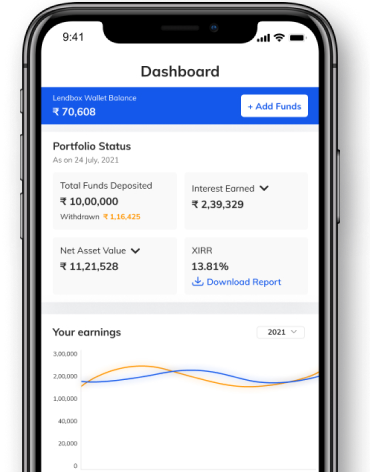 9:41
Dashboard
Lendbox Wallet Balance
₹ 70,608
+ Add Funds
Portfolio Status
As on 24 July, 2021
Total Funds Deposited
₹ 10,00,000
Withdrawn ₹ 1,16,425
Interest Earned
₹ 2,39,329
Net Asset Value
₹ 11,21,528
XIRR
13.81%
Download Report
Your earnings
2021
3,00,000
2,00,000
1,00,000
40,000
20,000
0